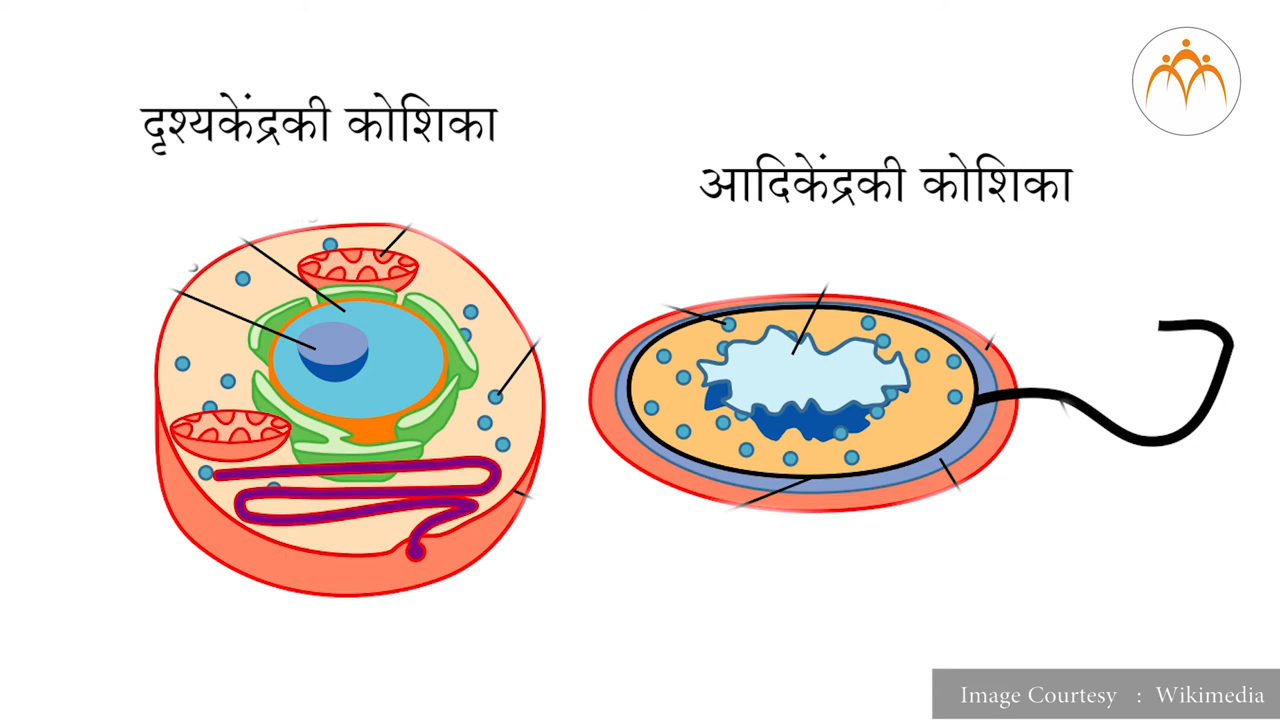 दृश्यकेंद्रकी कोशिका
आदिकेंद्रकी कोशिका
Image Courtesy : Wikimedia